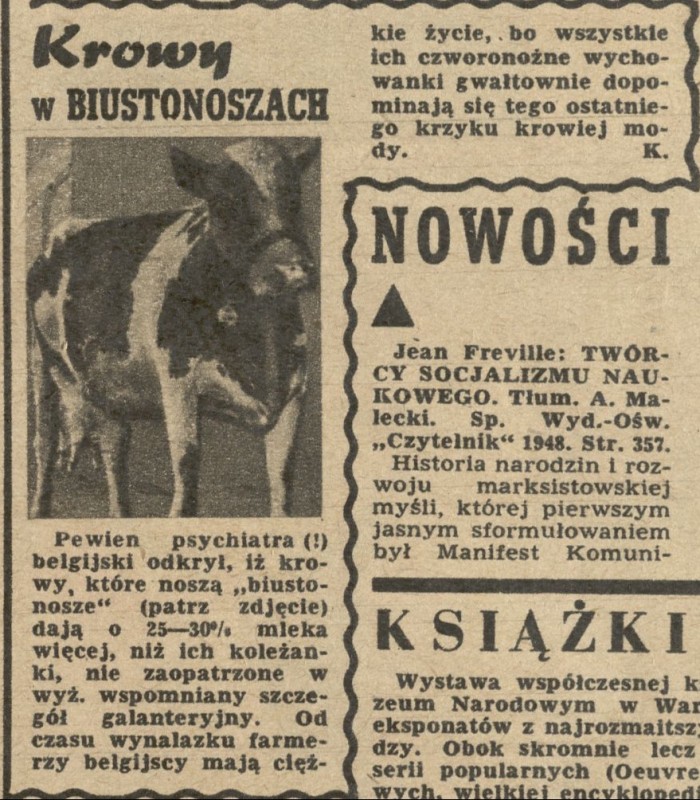 Krowy
w BIUSTONOSZACH
Pewien psychiatra (!)
belgijski odkrył, iż kro-
wy, które noszą „biusto-
nosze“ (patrz zdjęcie)
dają o 25—30% mleka
więcej, niż ich koleżan-
ki, nie zaopatrzone w
wyż. wspomniany szcze-
gół galanteryjny. Od
czasu wynalazku farme-
rzy belgijscy mają cięż-
kie życie, bo wszystkie
ich czworonożne wycho-
wanki gwałtownie dopo-
minają się tego ostatnie-
go krzyku krowiej mo-
dy. K.
NOWOŚCI
Jean Freville: TWÓR-
CY SOCJALIZMU NAU-
KOWEGO. Tłum. A. Ma-
lecki. Sp. Wyd.-Ośw.
„Czytelnik“ 1948. Str. 357.
Historia narodzin i roz-
woju marksistowskiej
myśli, której pierwszym
jasnym sformułowaniem
był Manifest Komuni-
KSIĄŻKI
Wystawa współczesnej k
zeum Narodowym w War
eksponatów z najrozmaitsz
dzy. Obok skromnie lecz
serii popularnych (Oeuvre
wych, wielkiej encyklopedi